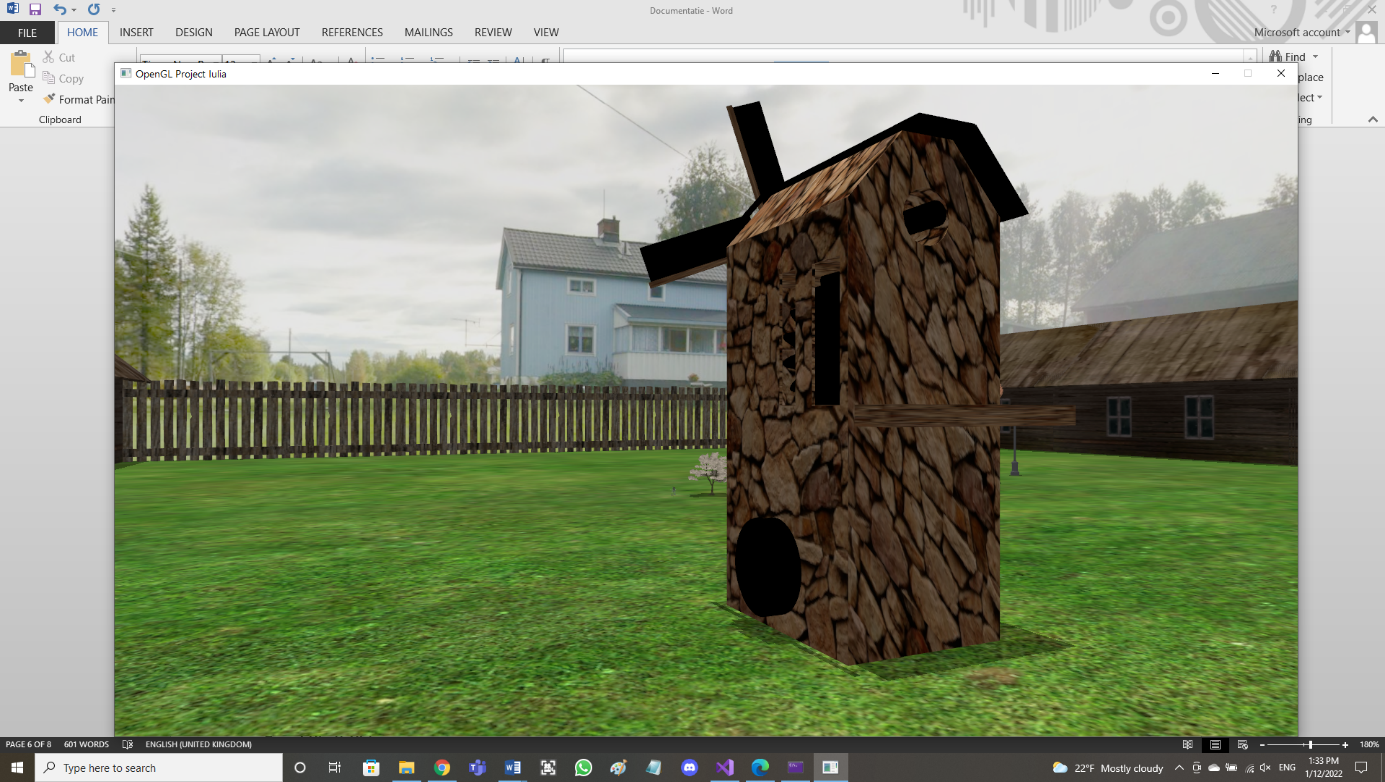 Documentatie - Word
FILE HOME INSERT DESIGN PAGE LAYOUT REFERENCES MAILINGS REVIEW VIEW Microsoft account
Paste
Cut
Copy
Format Pain
Clipboard
Find
place
lect
ing
OpenGL Project Iulia
PAGE 6 OF 8 601 WORDS ENGLISH (UNITED KINGDOM) 180%
Type here to search
22°F Mostly cloudy ENG
1:33 PM
1/12/2022